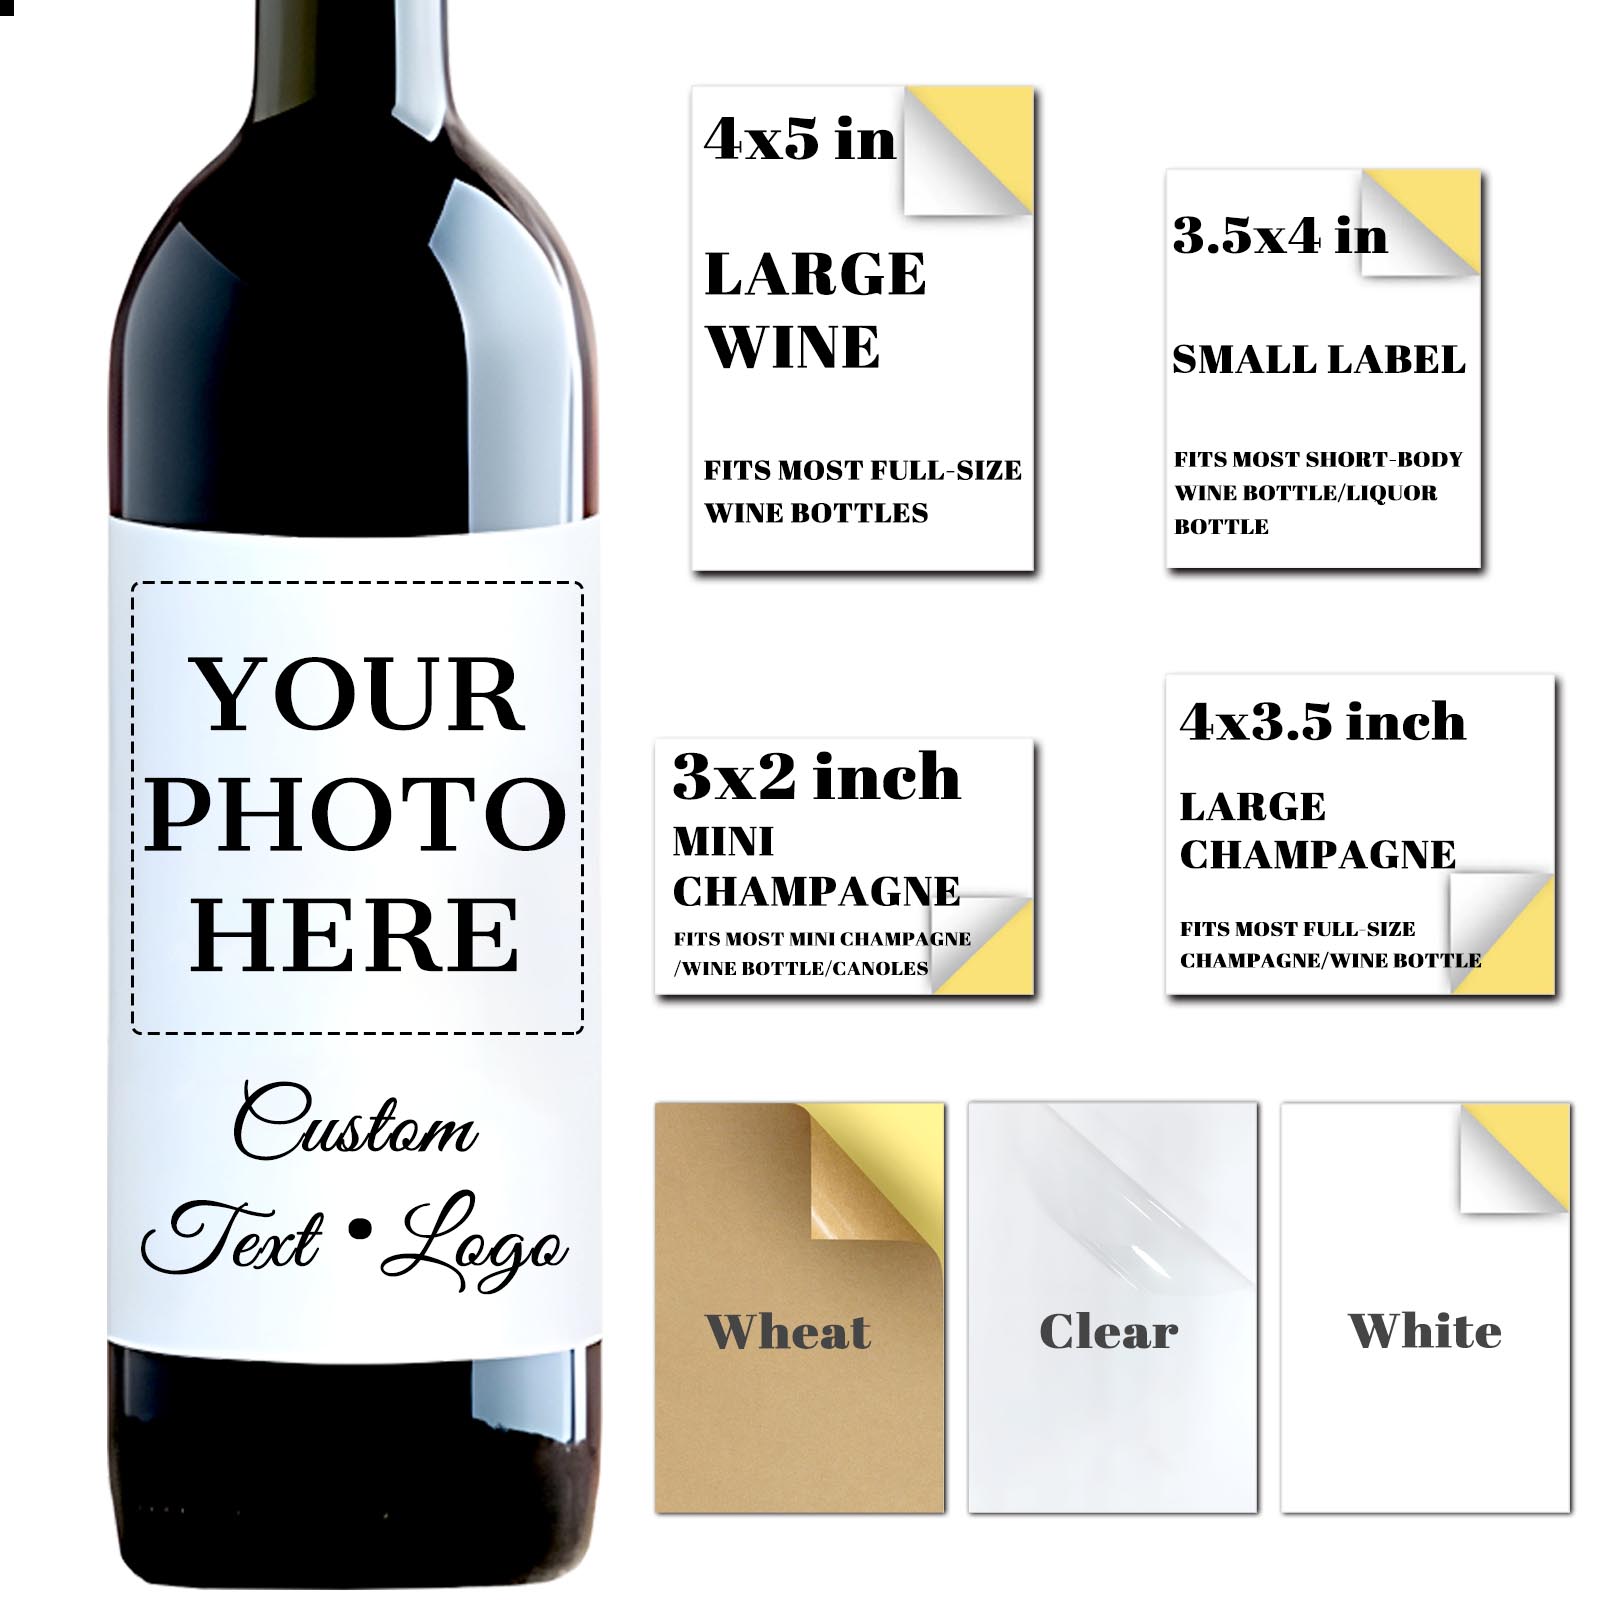 YOUR
PHOTO
HERE
Custom
Text • Logo
4x5 in
LARGE
WINE
FITS MOST FULL-SIZE
WINE BOTTLES
3.5x4 in
SMALL LABEL
FITS MOST SHORT-BODY
WINE BOTTLE/LIQUOR
BOTTLE
3x2 inch
MINI
CHAMPAGNE
FITS MOST MINI CHAMPAGNE
/WINE BOTTLE/CANOLES
4x3.5 inch
LARGE
CHAMPAGNE
FITS MOST FULL-SIZE
CHAMPAGNE/WINE BOTTLE
Wheat
Clear
White